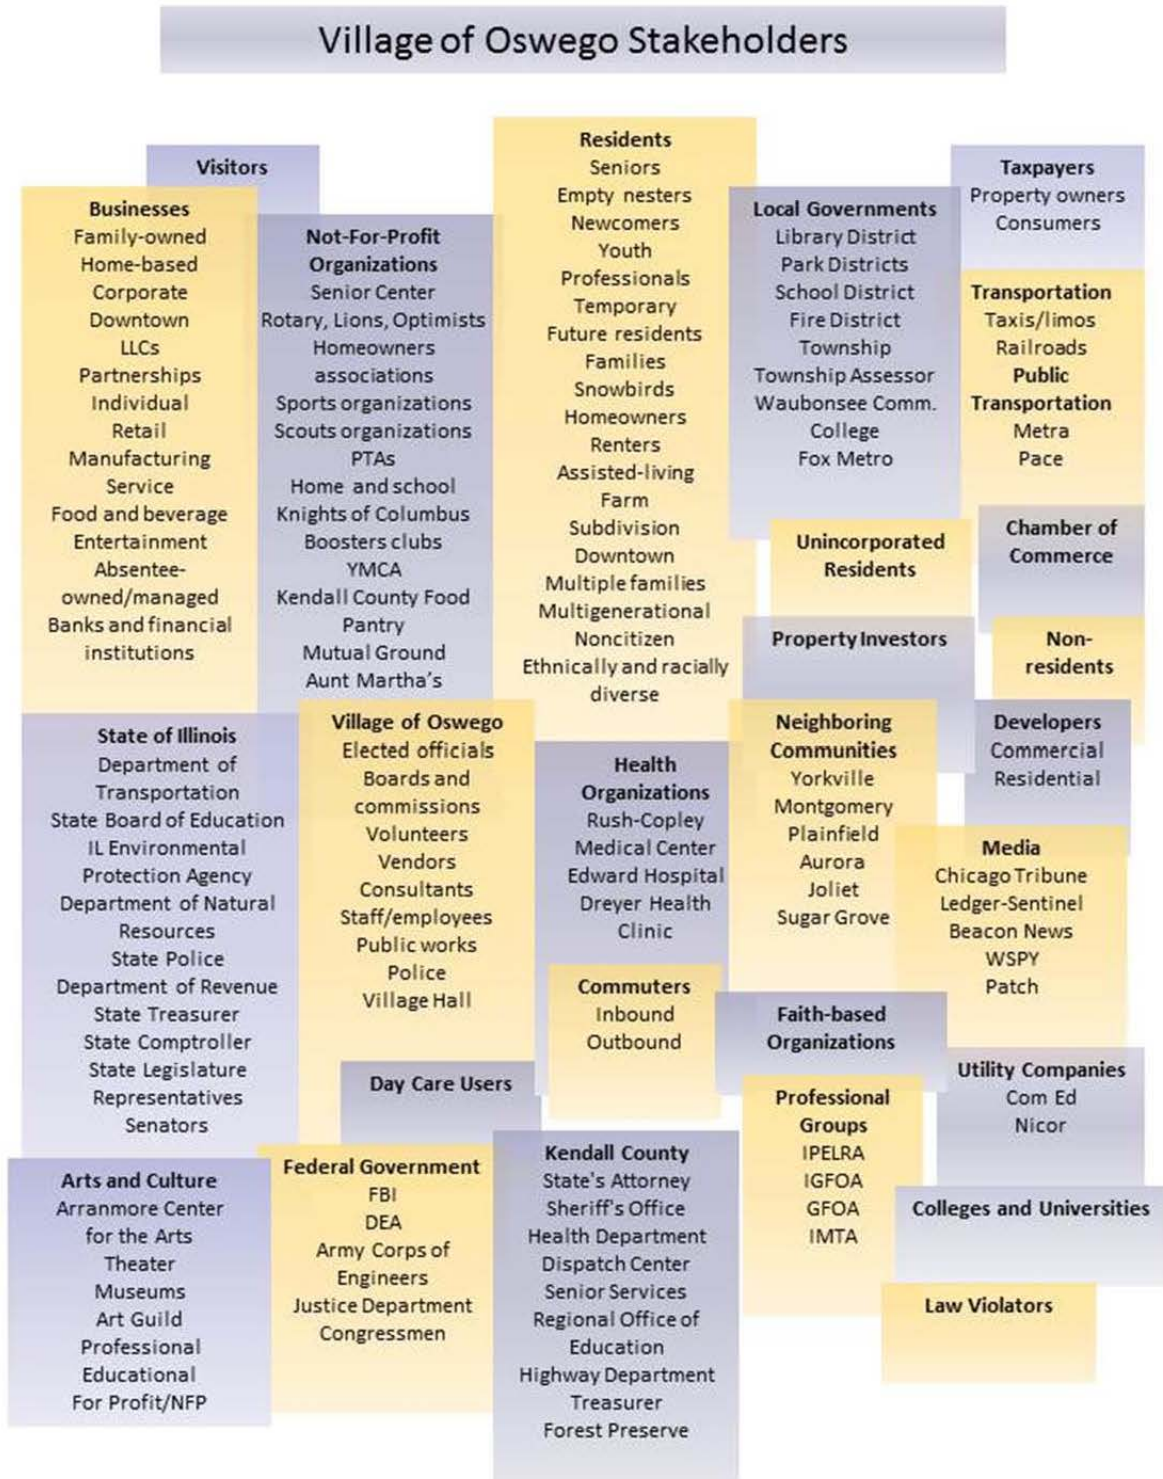 Village of Oswego Stakeholders
Visitors
Businesses
Family-owned
Home-based
Corporate
Downtown
LLCs
Partnerships
Individual
Retail
Manufacturing
Service
Food and beverage
Entertainment
Absentee-
owned/managed
Banks and financial
institutions
Not-For-Profit
Organizations
Senior Center
Rotary, Lions, Optimists
Homeowners
associations
Sports organizations
Scouts organizations
PTAs
Home and school
Knights of Columbus
Boosters clubs
YMCA
Kendall County Food
Pantry
Mutual Ground
Aunt Martha's
Residents
Seniors
Empty nesters
Newcomers
Youth
Professionals
Temporary
Future residents
Families
Snowbirds
Homeowners
Renters
Assisted-living
Farm
Subdivision
Downtown
Multiple families
Multigenerational
Noncitizen
Ethnically and racially
diverse
Local Governments
Library District
Park Districts
School District
Fire District
Township
Township Assessor
Waubonsee Comm.
College
Fox Metro
Taxpayers
Property owners
Consumers
Transportation
Taxis/limos
Railroads
Public
Transportation
Metra
Pace
Unincorporated
Residents
Chamber of
Commerce
Property Investors
Non-
residents
State of Illinois
Department of
Transportation
State Board of Education
IL Environmental
Protection Agency
Department of Natural
Resources
State Police
Department of Revenue
State Treasurer
State Comptroller
State Legislature
Representatives
Senators
Village of Oswego
Elected officials
Boards and
commissions
Volunteers
Vendors
Consultants
Staff/employees
Public works
Police
Village Hall
Health
Organizations
Rush-Copley
Medical Center
Edward Hospital
Dreyer Health
Clinic
Neighboring
Communities
Yorkville
Montgomery
Plainfield
Aurora
Joliet
Sugar Grove
Developers
Commercial
Residential
Media
Chicago Tribune
Ledger-Sentinel
Beacon News
WSPY
Patch
Commuters
Inbound
Outbound
Faith-based
Organizations
Day Care Users
Utility Companies
Com Ed
Nicor
Professional
Groups
IPELRA
IGFOA
GFOA
IMTA
Arts and Culture
Arranmore Center
for the Arts
Theater
Museums
Art Guild
Professional
Educational
For Profit/NFP
Federal Government
FBI
DEA
Army Corps of
Engineers
Justice Department
Congressmen
Kendall County
State's Attorney
Sheriff's Office
Health Department
Dispatch Center
Senior Services
Regional Office of
Education
Highway Department
Treasurer
Forest Preserve
Colleges and Universities
Law Violators